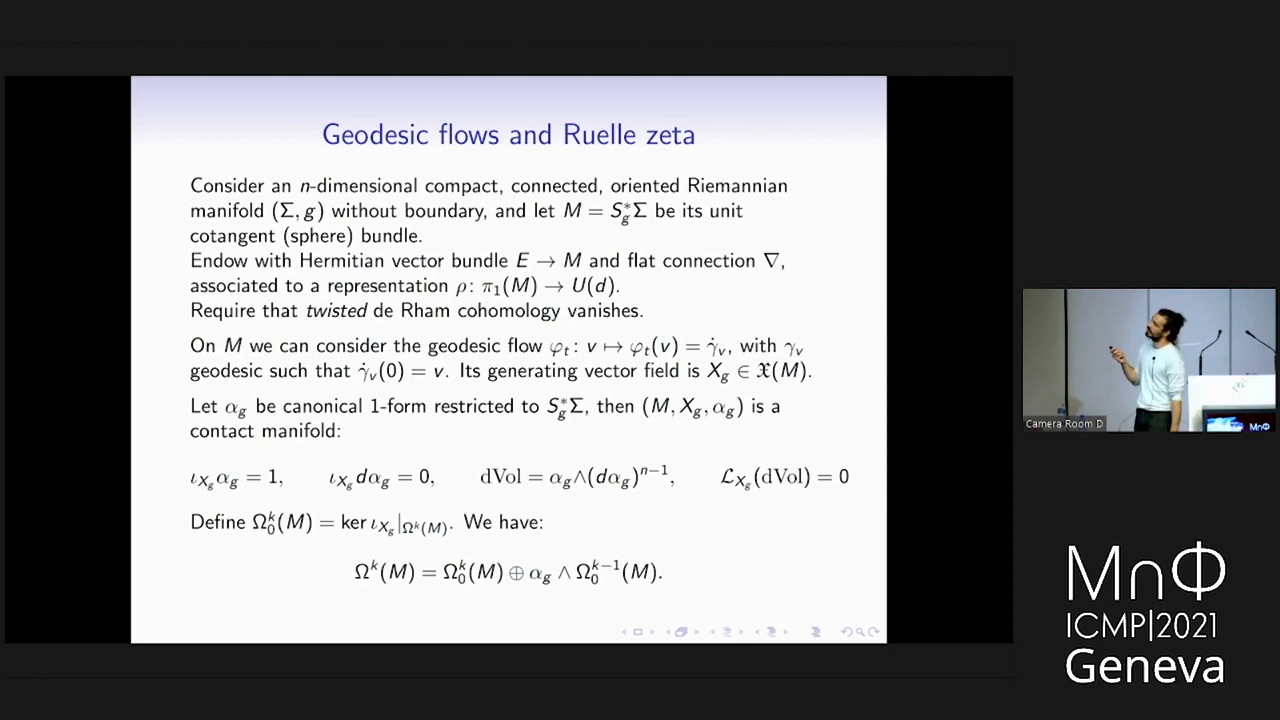 Geodesic flows and Ruelle zeta
Consider an n-dimensional compact, connected, oriented Riemannian
manifold (Σ, g) without boundary, and let M = S*_gΣ be its unit
cotangent (sphere) bundle.
Endow with Hermitian vector bundle E → M and flat connection ∇,
associated to a representation ρ: π₁(M) → U(d).
Require that twisted de Rham cohomology vanishes.
On M we can consider the geodesic flow φ_t: v ↦ φ_t(v) = γ̇_v, with γ_v
geodesic such that γ̇_v(0) = v. Its generating vector field is X_g ∈ 𝔛(M).
Let α_g be canonical 1-form restricted to S*_gΣ, then (M, X_g, α_g) is a
contact manifold:
ι_{X_g}α_g = 1, ι_{X_g}dα_g = 0, dVol = α_g∧(dα_g)^{n−1}, ℒ_{X_g}(dVol) = 0
Define Ω^k_0(M) = ker ι_{X_g}|_{Ω^k(M)}. We have:
Ω^k(M) = Ω^k_0(M) ⊕ α_g ∧ Ω^{k−1}_0(M).
Camera Room D
M∩Φ
ICMP|2021
Geneva